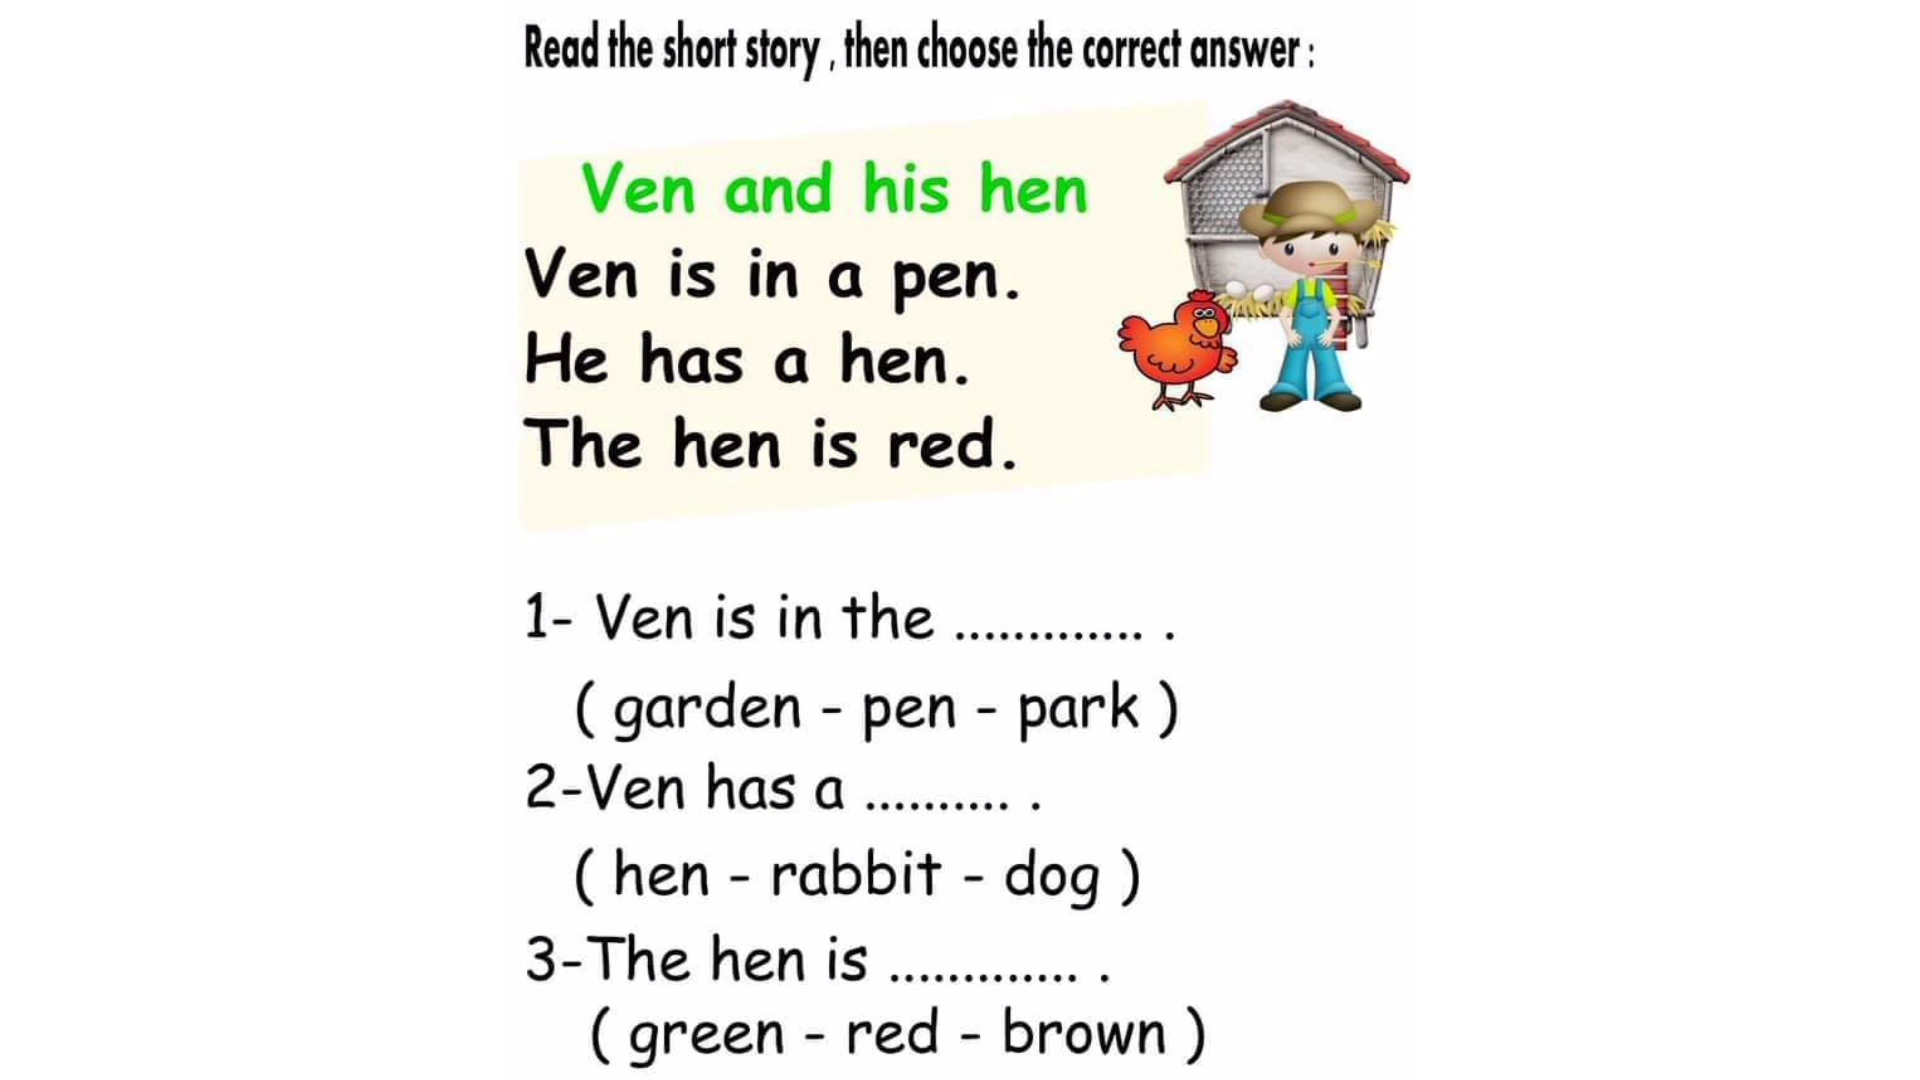 Read the short story , then choose the correct answer :
Ven and his hen
Ven is in a pen.
He has a hen.
The hen is red.
1- Ven is in the ............. .
( garden - pen - park )
2-Ven has a .......... .
( hen - rabbit - dog )
3-The hen is ............. .
( green - red - brown )